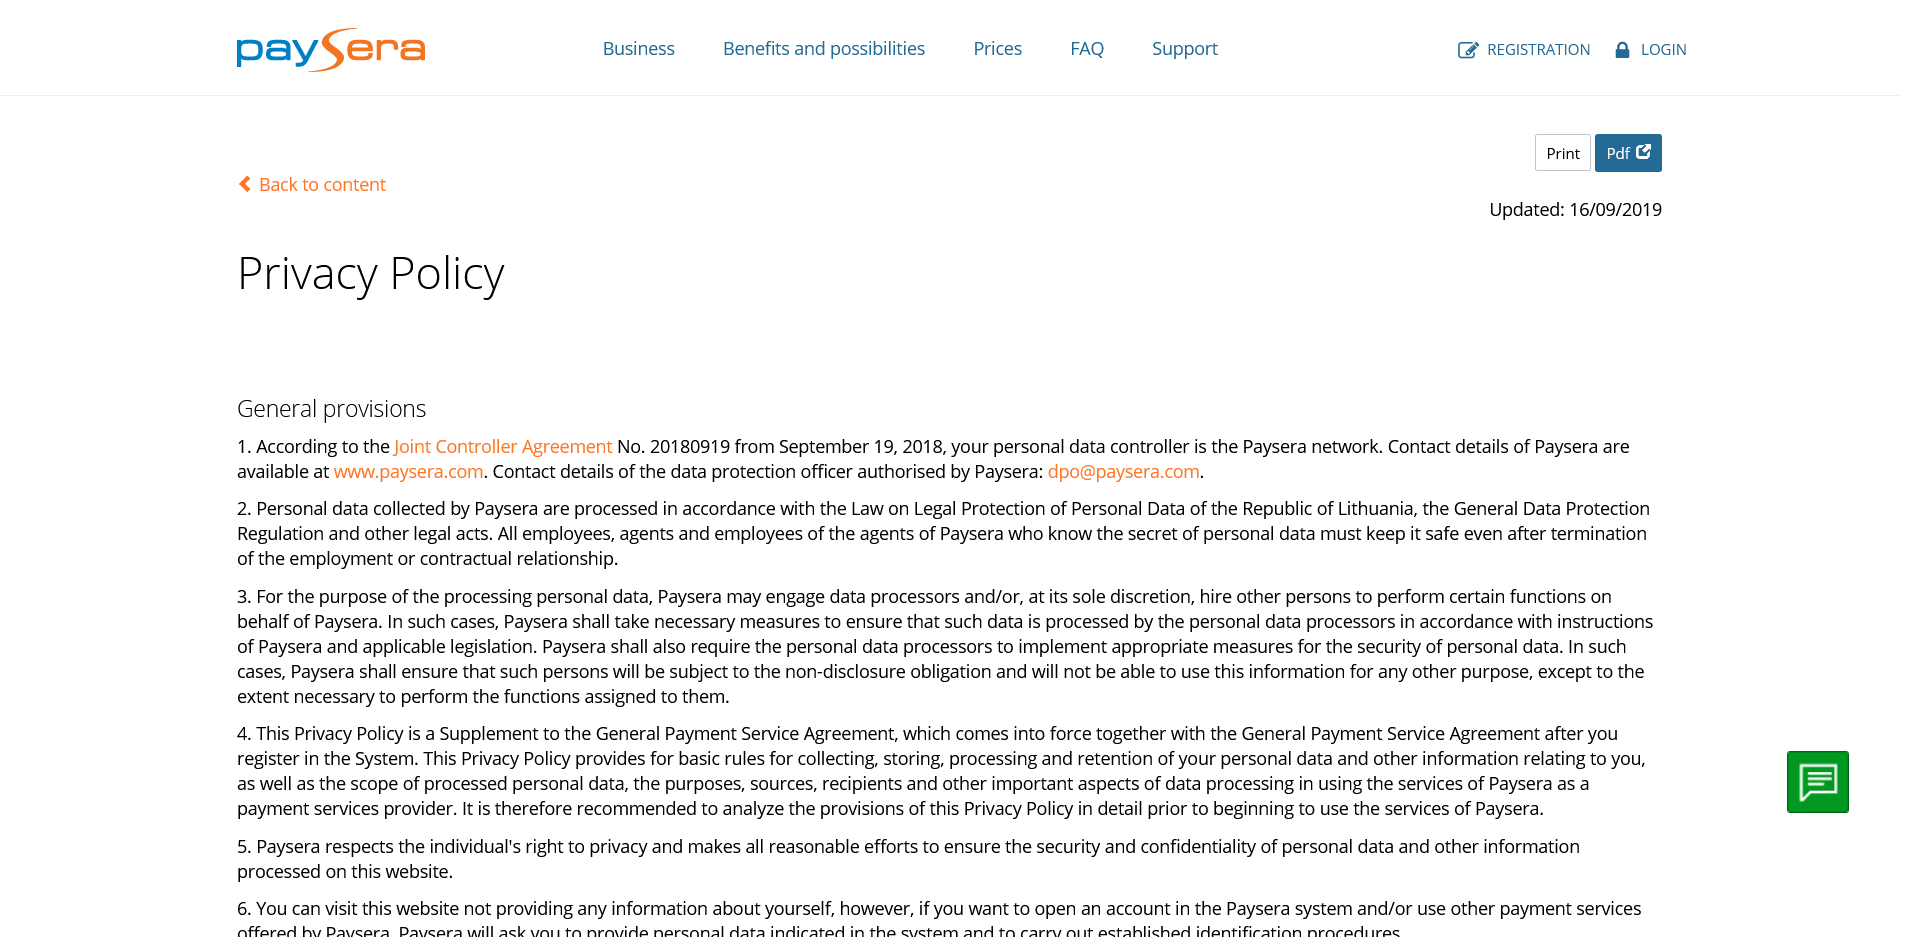 paysera
Business
Benefits and possibilities
Prices
FAQ
Support
REGISTRATION
LOGIN
Print
Pdf
Back to content
Updated: 16/09/2019
Privacy Policy
General provisions
1. According to the Joint Controller Agreement No. 20180919 from September 19, 2018, your personal data controller is the Paysera network. Contact details of Paysera are
available at www.paysera.com. Contact details of the data protection officer authorised by Paysera: dpo@paysera.com.
2. Personal data collected by Paysera are processed in accordance with the Law on Legal Protection of Personal Data of the Republic of Lithuania, the General Data Protection
Regulation and other legal acts. All employees, agents and employees of the agents of Paysera who know the secret of personal data must keep it safe even after termination
of the employment or contractual relationship.
3. For the purpose of the processing personal data, Paysera may engage data processors and/or, at its sole discretion, hire other persons to perform certain functions on
behalf of Paysera. In such cases, Paysera shall take necessary measures to ensure that such data is processed by the personal data processors in accordance with instructions
of Paysera and applicable legislation. Paysera shall also require the personal data processors to implement appropriate measures for the security of personal data. In such
cases, Paysera shall ensure that such persons will be subject to the non-disclosure obligation and will not be able to use this information for any other purpose, except to the
extent necessary to perform the functions assigned to them.
4. This Privacy Policy is a Supplement to the General Payment Service Agreement, which comes into force together with the General Payment Service Agreement after you
register in the System. This Privacy Policy provides for basic rules for collecting, storing, processing and retention of your personal data and other information relating to you,
as well as the scope of processed personal data, the purposes, sources, recipients and other important aspects of data processing in using the services of Paysera as a
payment services provider. It is therefore recommended to analyze the provisions of this Privacy Policy in detail prior to beginning to use the services of Paysera.
5. Paysera respects the individual's right to privacy and makes all reasonable efforts to ensure the security and confidentiality of personal data and other information
processed on this website.
6. You can visit this website not providing any information about yourself, however, if you want to open an account in the Paysera system and/or use other payment services
offered by Paysera, Paysera will ask you to provide personal data indicated in the system and to carry out established identification procedures.